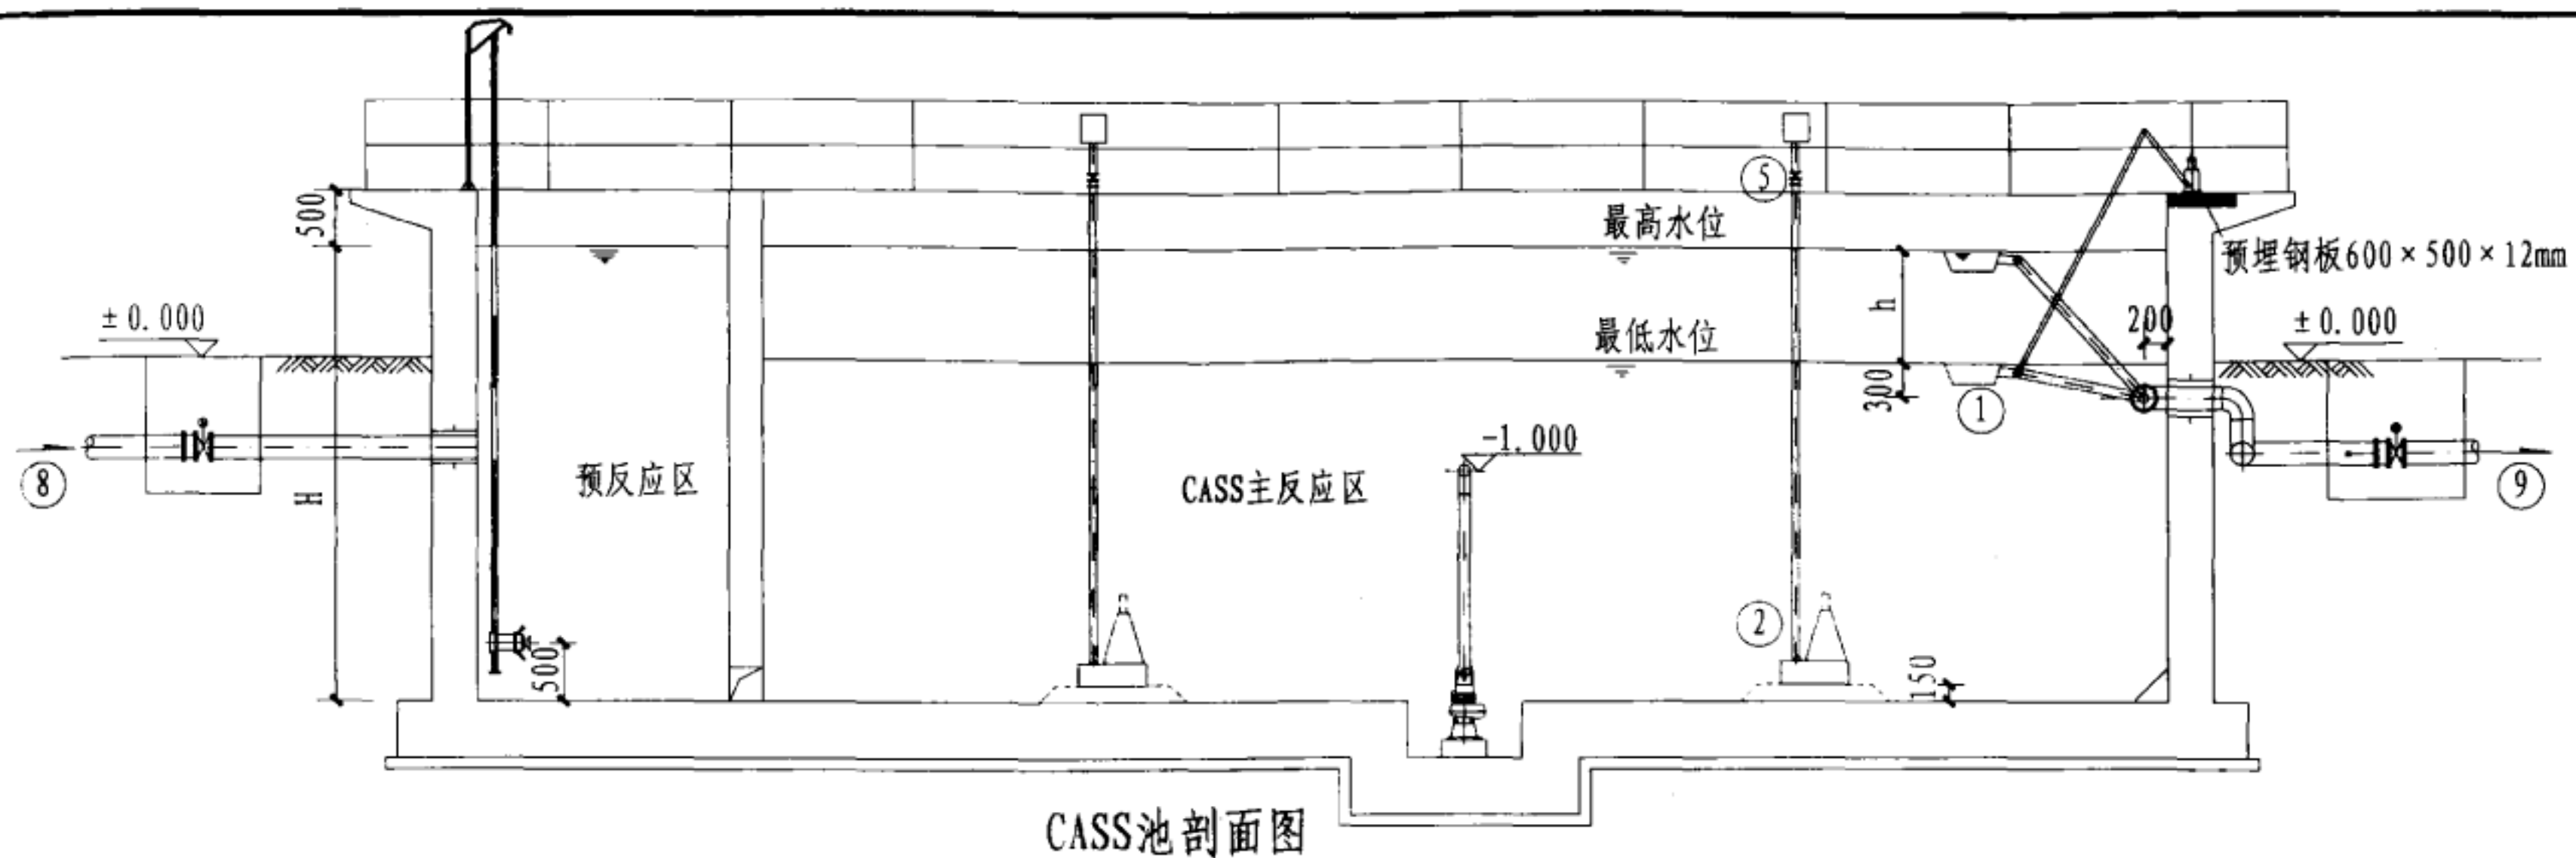 500
最高水位
⑤
预埋钢板600×500×12mm
±0.000
h
200
±0.000
最低水位
300
①
-1.000
⑧
H
预反应区
CASS主反应区
⑨
②
500
150
CASS池剖面图